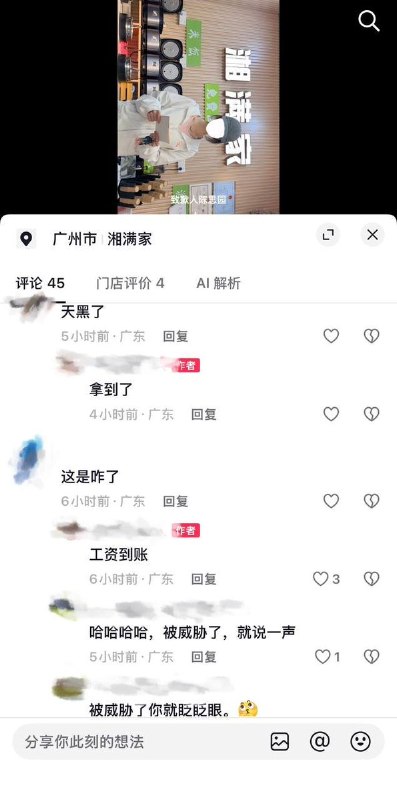 湘满家
致歉人陈思园
广州市 湘满家
评论 45 门店评价 4 AI 解析
天黑了
5小时前 · 广东 回复
作者
拿到了
4小时前 · 广东 回复
这是咋了
6小时前 · 广东 回复
作者
工资到账
6小时前 · 广东 回复 3
哈哈哈哈，被威胁了，就说一声
5小时前 · 广东 回复 1
被威胁了你就眨眨眼。🤔
分享你此刻的想法